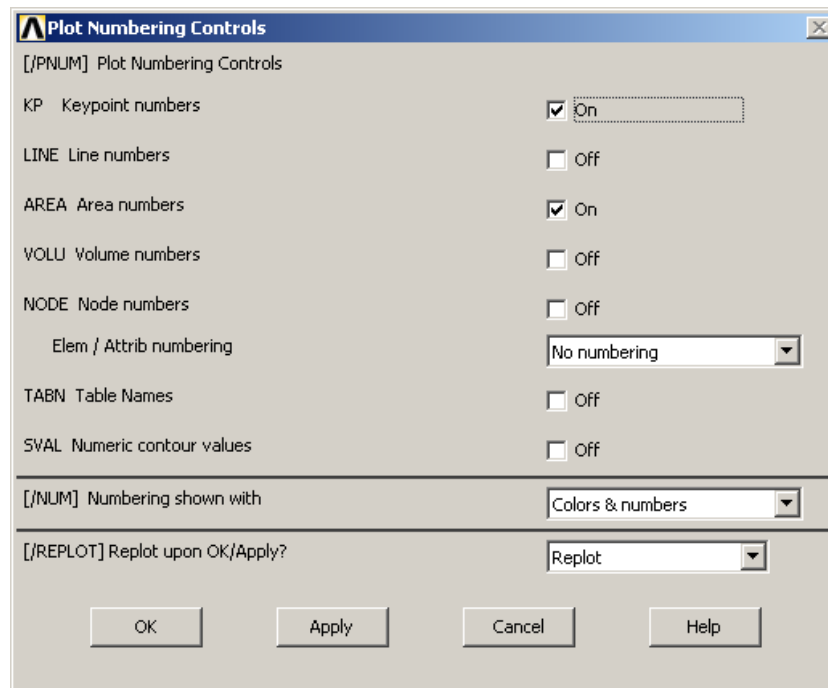 Plot Numbering Controls
[/PNUM] Plot Numbering Controls
KP Keypoint numbers On
LINE Line numbers Off
AREA Area numbers On
VOLU Volume numbers Off
NODE Node numbers Off
Elem / Attrib numbering No numbering
TABN Table Names Off
SVAL Numeric contour values Off
[/NUM] Numbering shown with Colors & numbers
[/REPLOT] Replot upon OK/Apply? Replot
OK Apply Cancel Help